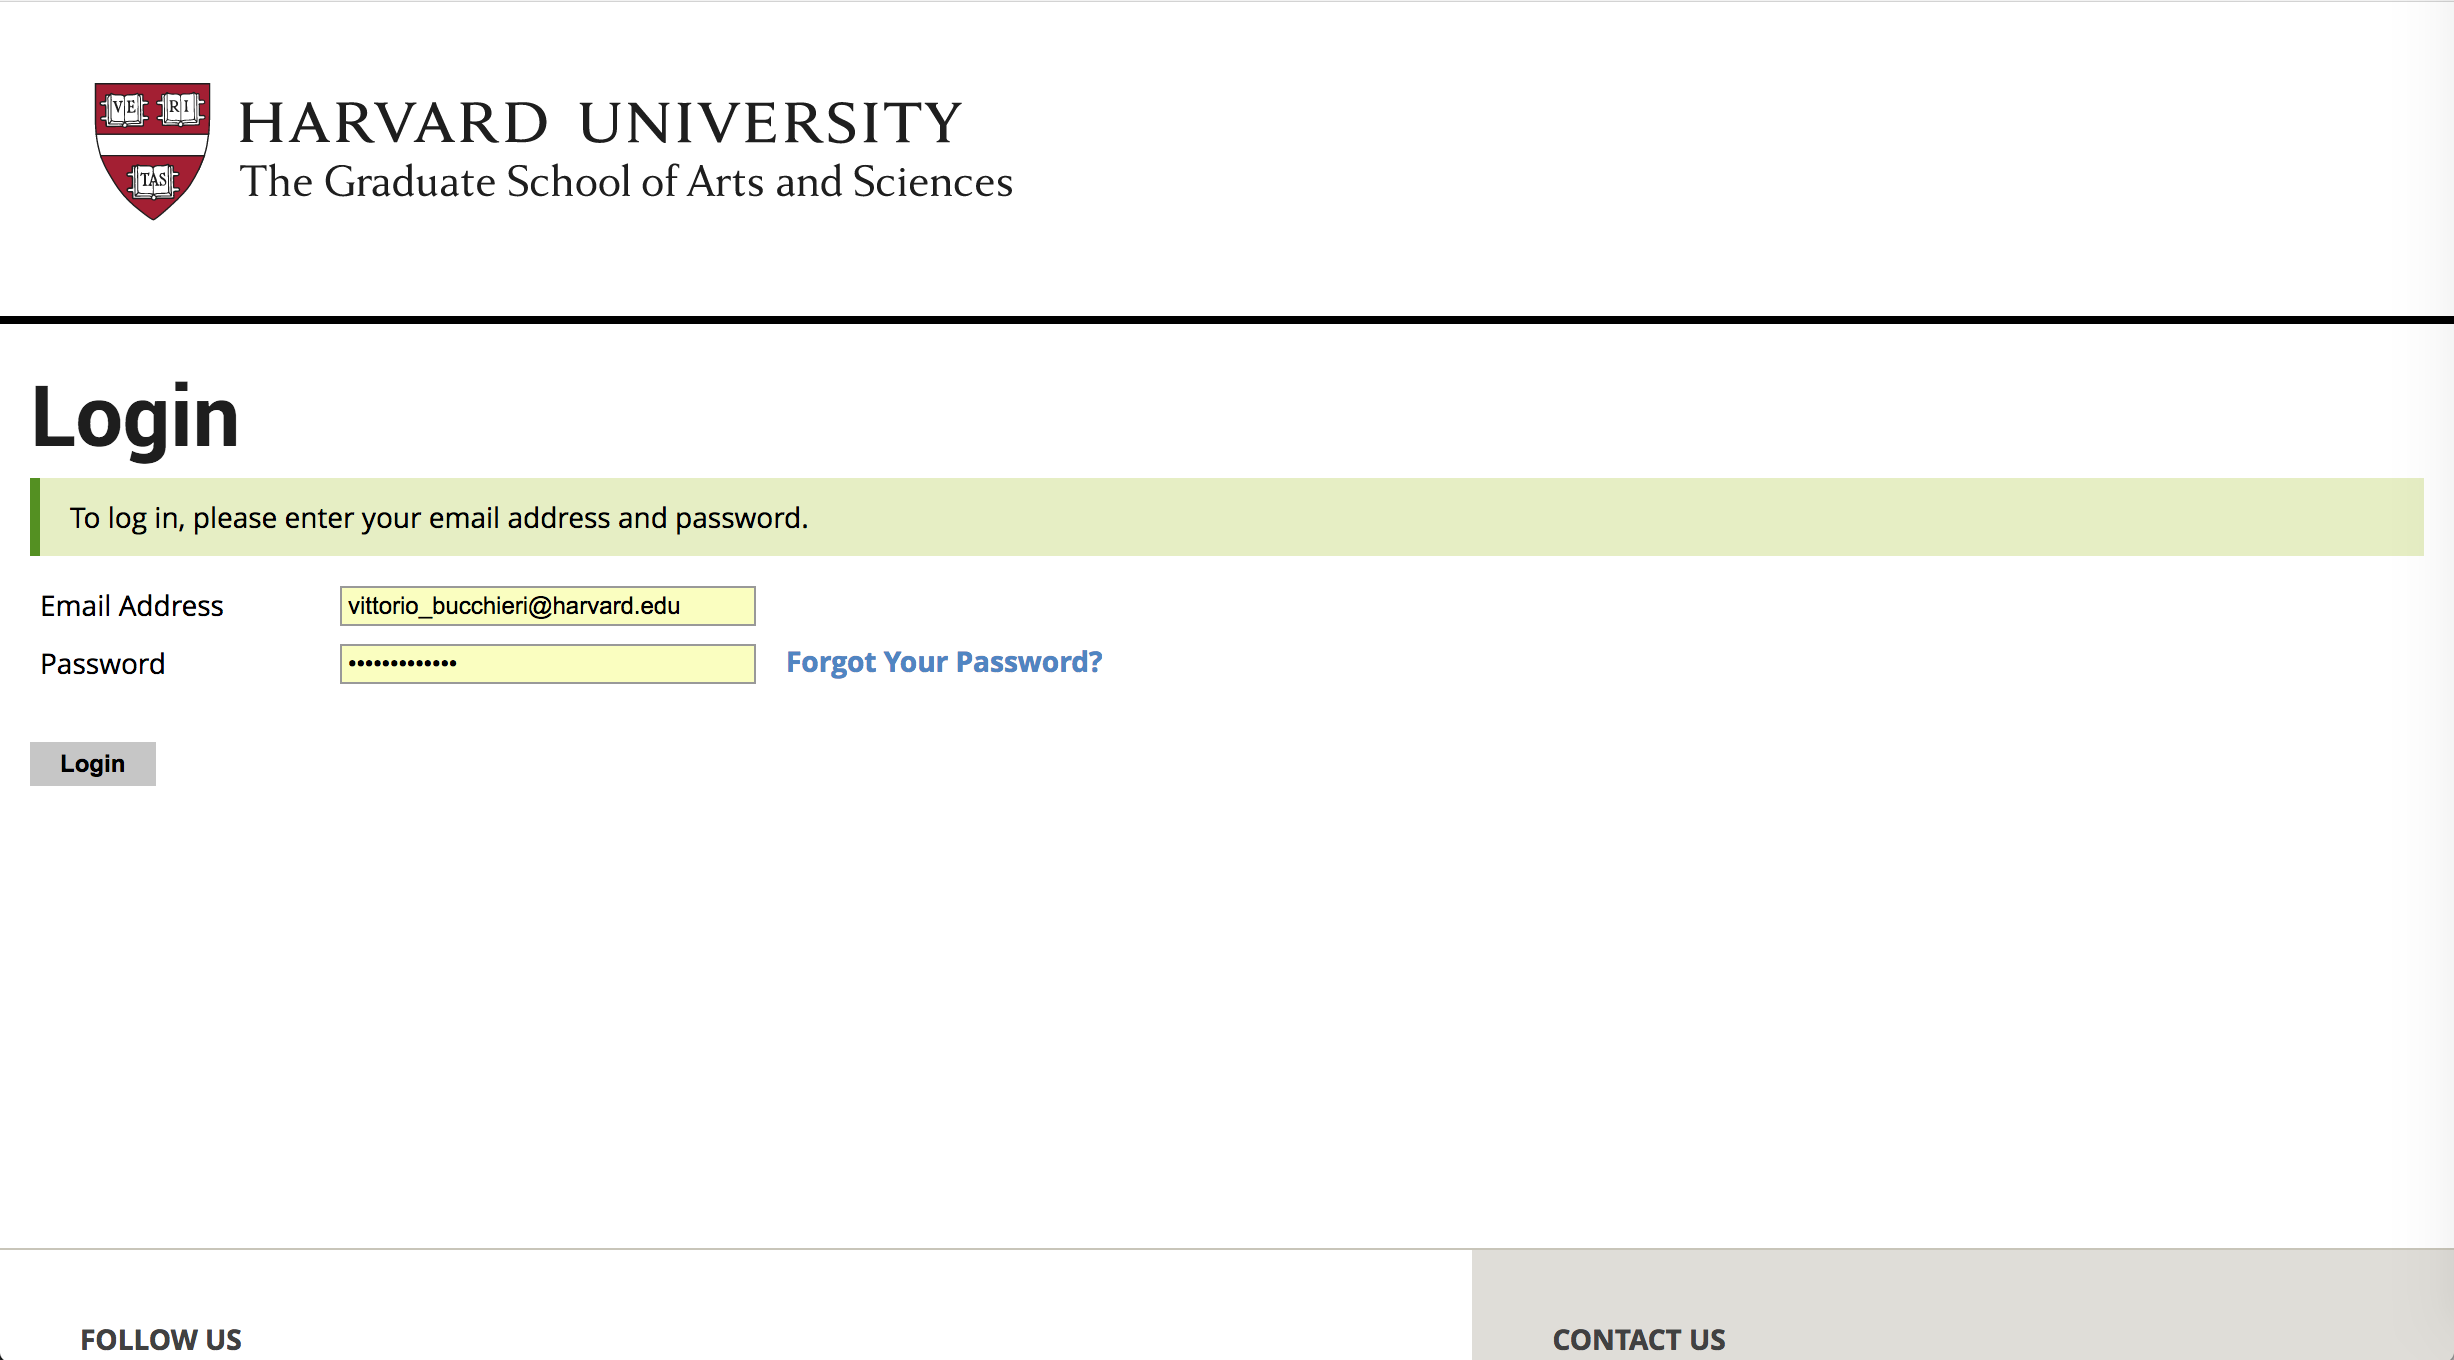 VE RI
TAS
HARVARD UNIVERSITY
The Graduate School of Arts and Sciences
Login
To log in, please enter your email address and password.
Email Address vittorio_bucchieri@harvard.edu
Password ••••••••••••• Forgot Your Password?
Login
FOLLOW US CONTACT US